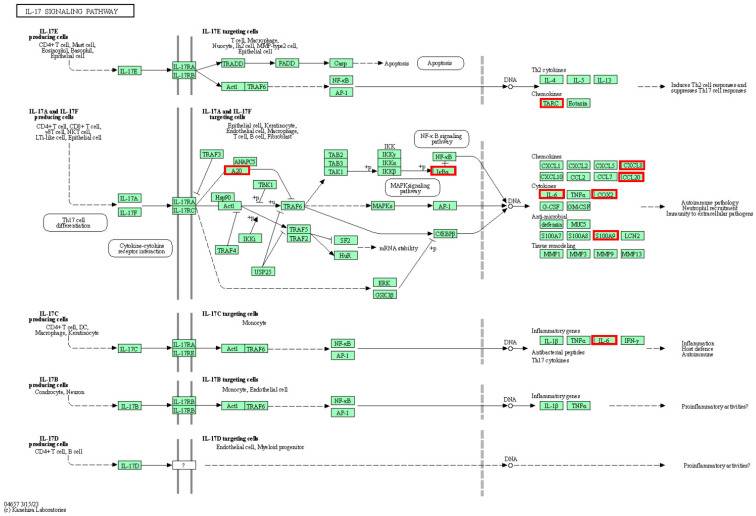 IL-17 SIGNALING PATHWAY
IL-17E
producing cells
CD4+ T cell, Mast cell,
Eosinophil, Basophil,
Epithelial cell
IL-17E
IL-17RA
IL-17RB
IL-17E targeting cells
T cell, Macrophage,
Nuocyte, Th2 cell, MMP-type2 cell,
Epithelial cell
TRADD
FADD
Casp
Apoptosis
Apoptosis
Act1
TRAF6
NF-κB
AP-1
DNA
Th2 cytokines
IL-4
IL-5
IL-13
Chemokines
TARC
Eotaxin
Induces Th2 cell responses and
suppresses Th17 cell responses
IL-17A and IL-17F
producing cells
CD4+ T cell, CD8+ T cell,
γδT cell, NKT cell,
LTi-like cell, Epithelial cell
IL-17A
IL-17F
IL-17RA
IL-17RC
Th17 cell
differentiation
Cytokine-cytokine
receptor interaction
IL-17A and IL-17F
targeting cells
Epithelial cell, Keratinocyte,
Endothelial cell, Macrophage,
T cell, B cell, Fibroblast
TRAF3
ANAPC5
A20
TBK1
+p
+p
Hsp90
Act1
+u
TRAF6
TRAF4
IKKi
USP25
TRAF5
TRAF2
SF2
HuR
mRNA stability
TAB2
TAB3
TAK1
+p
IKK
IKKγ
IKKα
IKKβ
+p
NF-κB signaling
pathway
NF-κB
IκBα
MAPK signaling
pathway
MAPKs
AP-1
C/EBPβ
+p
ERK
GSK3β
DNA
Chemokines
CXCL1
CXCL2
CXCL5
CXCL8
CXCL10
CCL2
CCL7
CCL20
Cytokines
IL-6
TNFα
COX2
G-CSF
GM-CSF
Anti-microbial
defensin
MUC5
S100A7
S100A8
S100A9
LCN2
Tissue remodeling
MMP1
MMP3
MMP9
MMP13
Autoimmune pathology
Neutrophil recruitment
Immunity to extracellular pathogens
IL-17C
producing cells
CD4+ T cell, DC,
Macrophage, Keratinocyte
IL-17C
IL-17RA
IL-17RE
IL-17C targeting cells
Monocyte
Act1
TRAF6
NF-κB
AP-1
DNA
Inflammatory genes
IL-1β
TNFα
IL-6
IFN-γ
Antibacterial peptides
Th17 cytokines
Inflammation
Host defence
Autoimmune
IL-17B
producing cells
Condrocyte, Neuron
IL-17B
IL-17RB
IL-17RB
IL-17B targeting cells
Monocyte, Endothelial cell
Act1
TRAF6
NF-κB
AP-1
DNA
Inflammatory genes
IL-1β
TNFα
Proinflammatory activities?
IL-17D
producing cells
CD4+ T cell, B cell
IL-17D
?
IL-17D targeting cells
Endothelial cell, Myeloid progenitor
DNA
Proinflammatory activities?
04657 3/15/23
(c) Kanehisa Laboratories